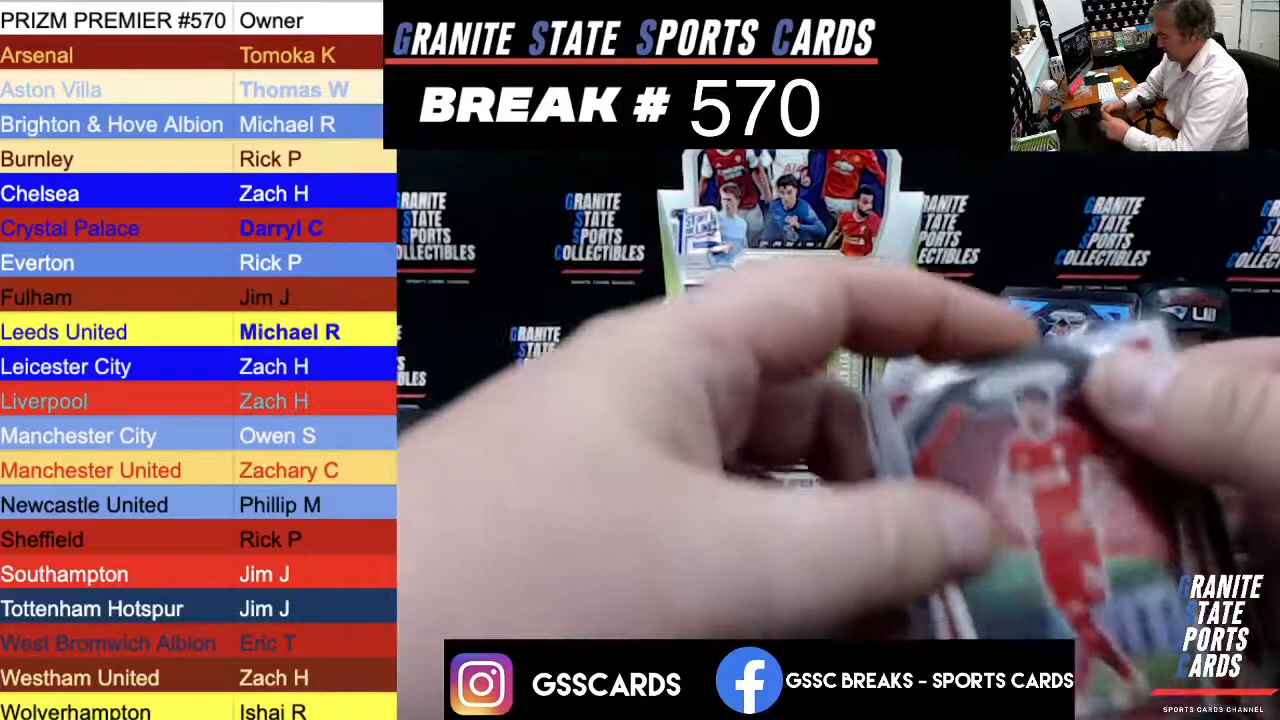 PRIZM PREMIER #570 Owner
Arsenal Tomoka K
Aston Villa Thomas W
Brighton & Hove Albion Michael R
Burnley Rick P
Chelsea Zach H
Crystal Palace Darryl C
Everton Rick P
Fulham Jim J
Leeds United Michael R
Leicester City Zach H
Liverpool Zach H
Manchester City Owen S
Manchester United Zachary C
Newcastle United Phillip M
Sheffield Rick P
Southampton Jim J
Tottenham Hotspur Jim J
West Bromwich Albion Eric T
Westham United Zach H
Wolverhampton Ishai R
GRANITE STATE SPORTS CARDS
BREAK # 570
GRANITE
STATE
SPORTS
COLLECTIBLES
GRANITE
STATE
SPORTS
COLLECTIBLES
GSSCARDS
GSSC BREAKS - SPORTS CARDS
GRANITE
STATE
SPORTS
CARDS
SPORTS CARDS CHANNEL